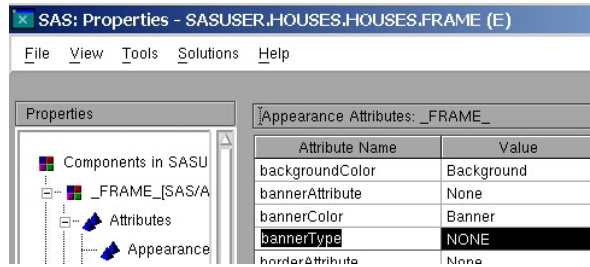 SAS: Properties - SASUSER.HOUSES.HOUSES.FRAME (E)
File View Tools Solutions Help
Properties
Components in SASU
_FRAME_[SAS/A
Attributes
Appearance
Appearance Attributes: _FRAME_
Attribute Name Value
backgroundColor Background
bannerAttribute None
bannerColor Banner
bannerType NONE
borderAttribute None